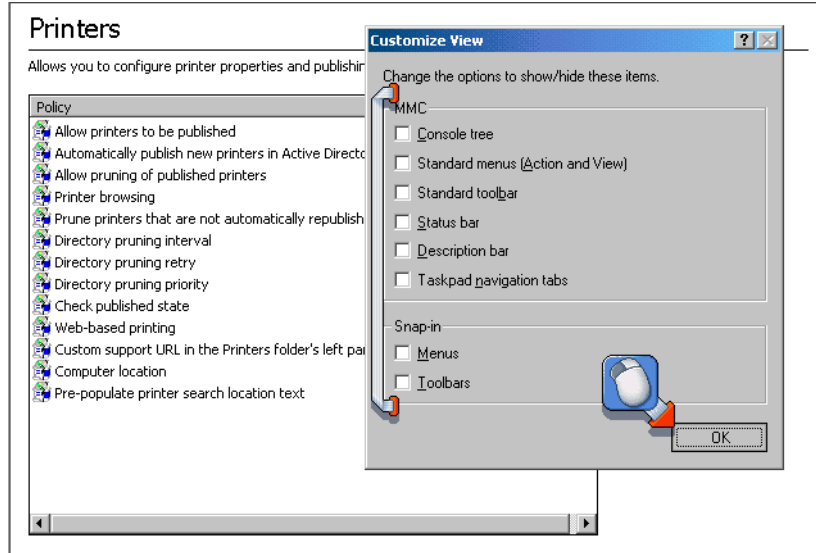 Printers
Allows you to configure printer properties and publishin
Policy
Allow printers to be published
Automatically publish new printers in Active Directo
Allow pruning of published printers
Printer browsing
Prune printers that are not automatically republish
Directory pruning interval
Directory pruning retry
Directory pruning priority
Check published state
Web-based printing
Custom support URL in the Printers folder's left pa
Computer location
Pre-populate printer search location text
Customize View
Change the options to show/hide these items.
MMC
Console tree
Standard menus (Action and View)
Standard toolbar
Status bar
Description bar
Taskpad navigation tabs
Snap-in
Menus
Toolbars
OK